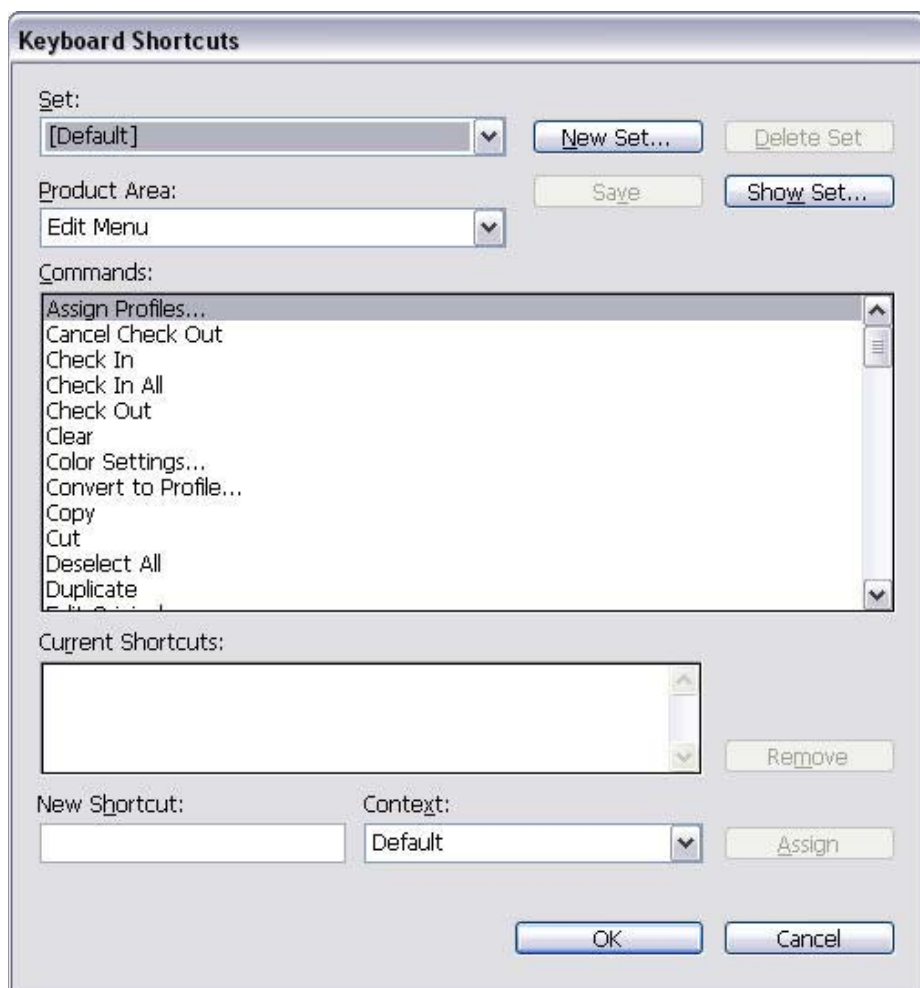 Keyboard Shortcuts
Set:
[Default]
New Set...
Delete Set
Product Area:
Save
Show Set...
Edit Menu
Commands:
Assign Profiles...
Cancel Check Out
Check In
Check In All
Check Out
Clear
Color Settings...
Convert to Profile...
Copy
Cut
Deselect All
Duplicate
Current Shortcuts:
Remove
New Shortcut:
Context:
Default
Assign
OK
Cancel